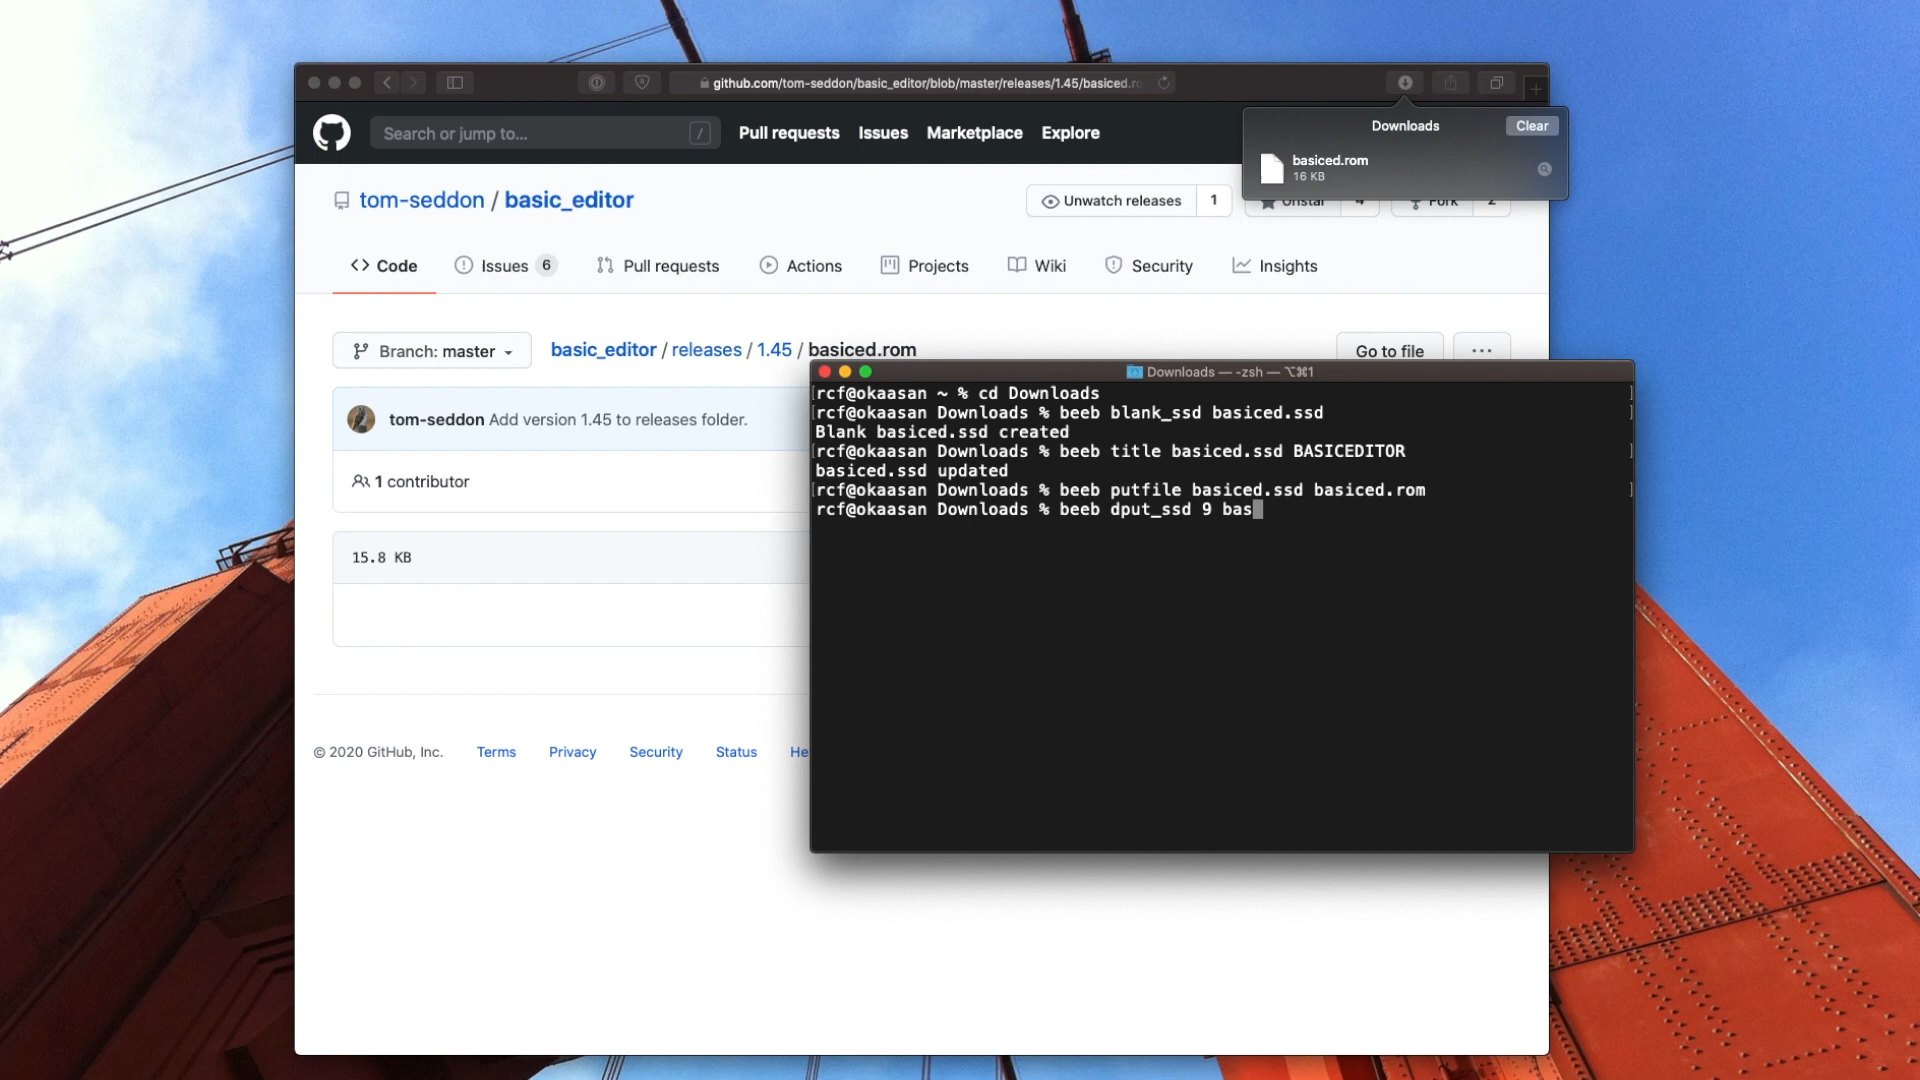 github.com/tom-seddon/basic_editor/blob/master/releases/1.45/basiced.ro
Search or jump to... /
Pull requests Issues Marketplace Explore
Downloads Clear
basiced.rom
16 KB
tom-seddon / basic_editor
Unwatch releases 1
Unstar 4 Fork 2
Code Issues 6 Pull requests Actions Projects Wiki Security Insights
Branch: master
basic_editor / releases / 1.45 / basiced.rom
Go to file ...
tom-seddon Add version 1.45 to releases folder.
1 contributor
15.8 KB
© 2020 GitHub, Inc. Terms Privacy Security Status He
Downloads — -zsh — ⌥⌘1
[rcf@okaasan ~ % cd Downloads ]
[rcf@okaasan Downloads % beeb blank_ssd basiced.ssd ]
Blank basiced.ssd created
[rcf@okaasan Downloads % beeb title basiced.ssd BASICEDITOR ]
basiced.ssd updated
[rcf@okaasan Downloads % beeb putfile basiced.ssd basiced.rom ]
rcf@okaasan Downloads % beeb dput_ssd 9 bas